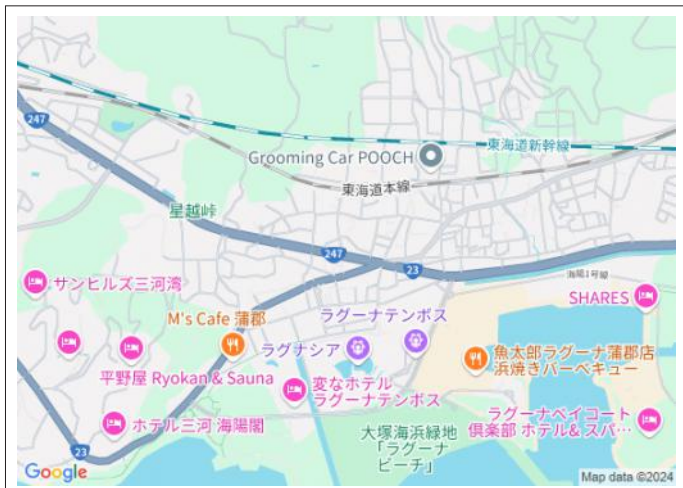 247
東海道新幹線
Grooming Car POOCH
東海道本線
星越峠
247
23
海陽1号線
サンヒルズ三河湾
SHARES
M's Cafe 蒲郡
ラグーナテンボス
ラグナシア
魚太郎ラグーナ蒲郡店
浜焼きバーベキュー
平野屋 Ryokan & Sauna
変なホテル
ラグーナテンボス
ホテル三河 海陽閣
ラグーナベイコート
倶楽部 ホテル& スパ…
大塚海浜緑地
「ラグーナ
ビーチ」
23
Google
Map data ©2024